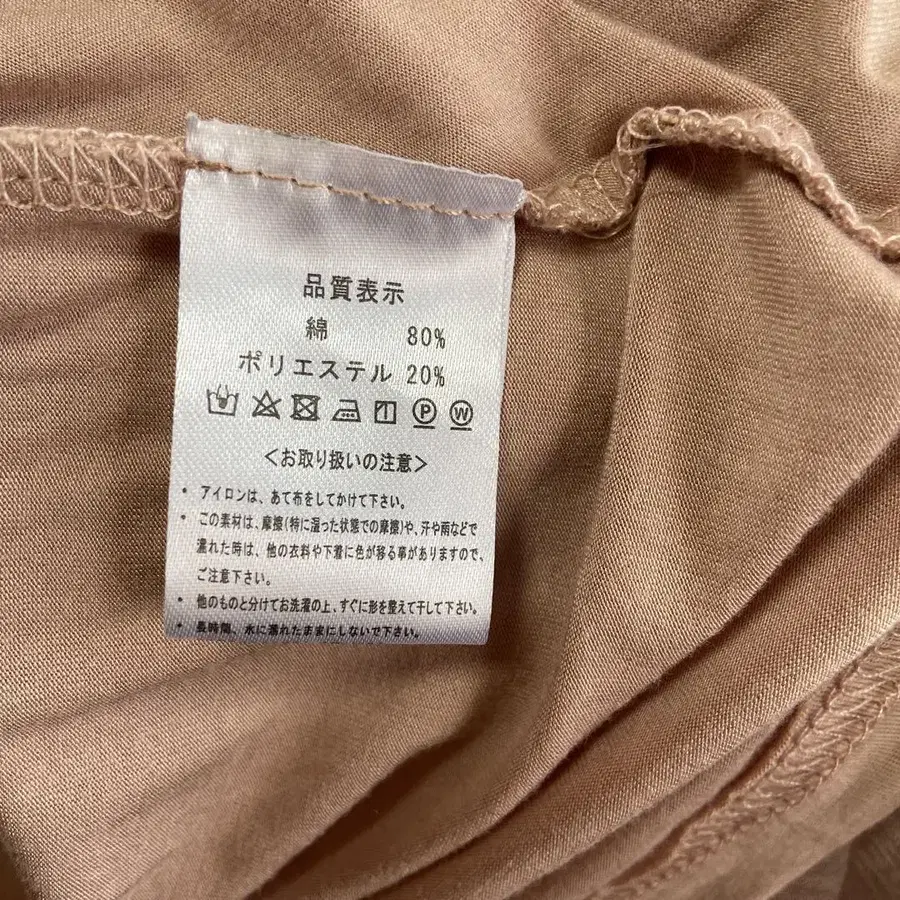 品質表示
綿 80%
ポリエステル 20%
P W
<お取り扱いの注意>
・アイロンは、あて布をしてかけて下さい。
・この素材は、摩擦(特に湿った状態での摩擦)や、汗や雨などで
濡れた時は、他の衣料や下着に色が移る事がありますので、
ご注意下さい。
・他のものと分けてお洗濯の上、すぐに形を整えて干して下さい。
・長時間、水に濡れたままにしないで下さい。